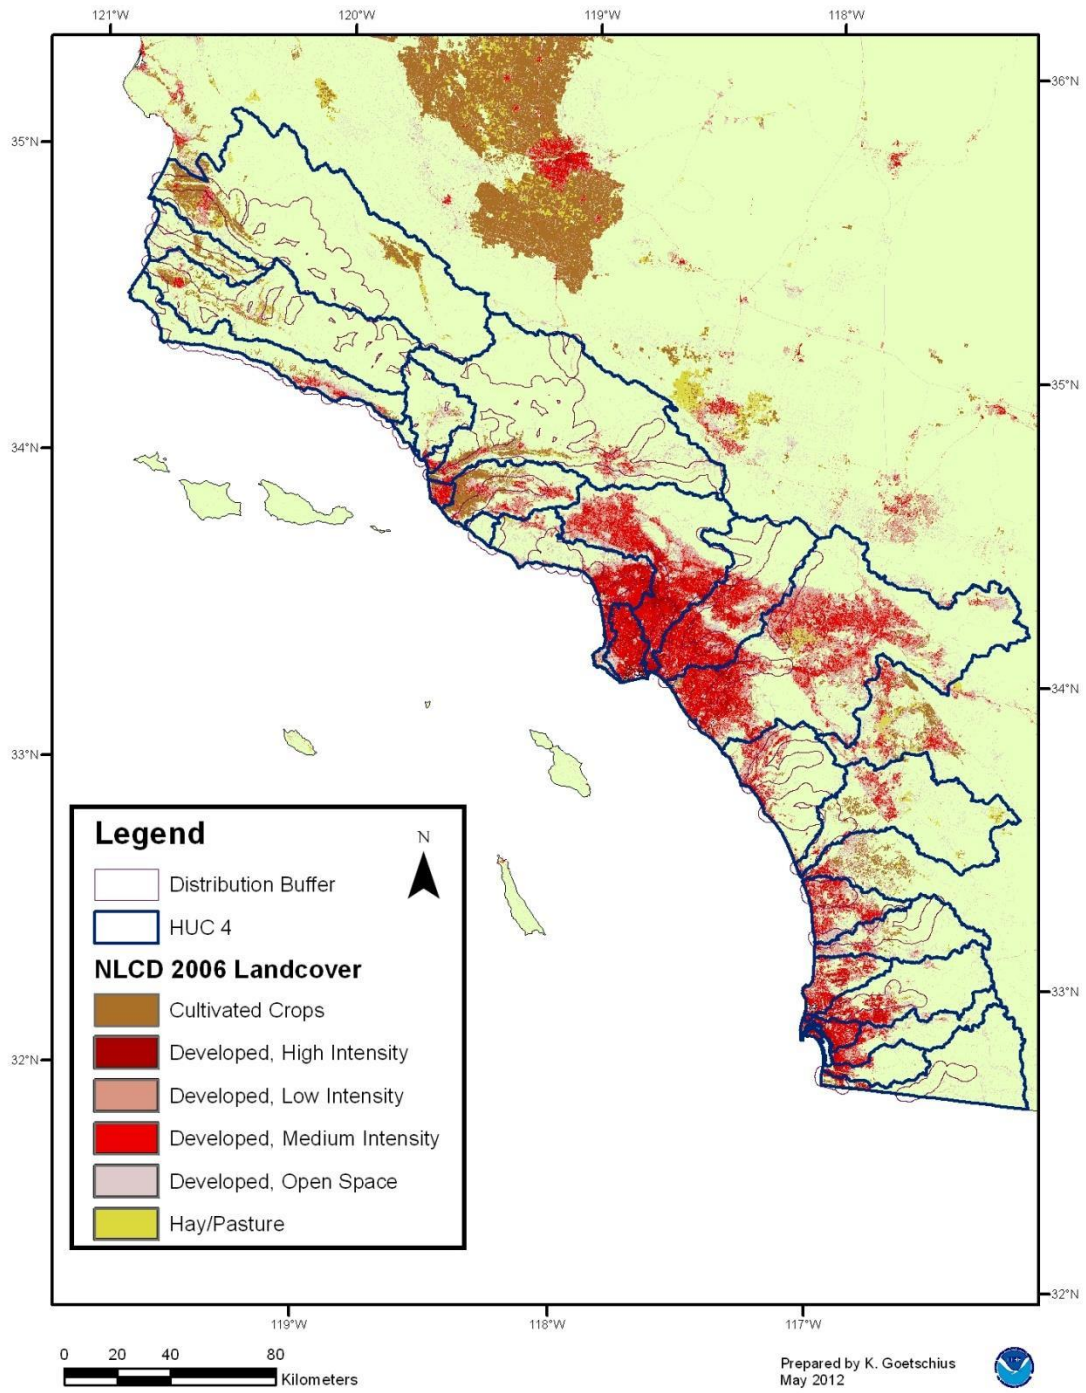 121°W 120°W 119°W 118°W
36°N
35°N
35°N
34°N
34°N
33°N
33°N
32°N
32°N
Legend
N
Distribution Buffer
HUC 4
NLCD 2006 Landcover
Cultivated Crops
Developed, High Intensity
Developed, Low Intensity
Developed, Medium Intensity
Developed, Open Space
Hay/Pasture
119°W 118°W 117°W
0 20 40 80
Kilometers
Prepared by K. Goetschius
May 2012